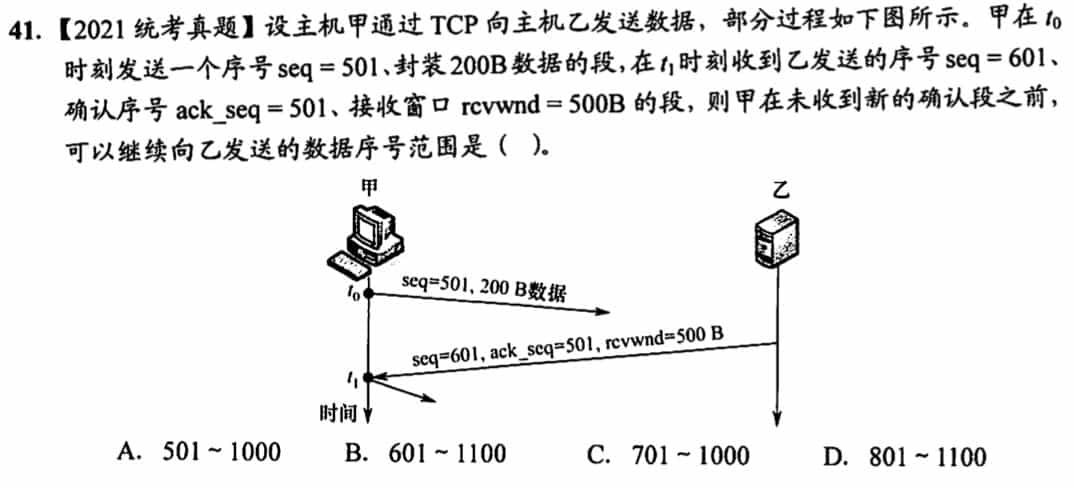 41.【2021 统考真题】设主机甲通过 TCP 向主机乙发送数据，部分过程如下图所示。甲在 t₀
时刻发送一个序号 seq = 501、封装 200B 数据的段，在 t₁ 时刻收到乙发送的序号 seq = 601、
确认序号 ack_seq = 501、接收窗口 rcvwnd = 500B 的段，则甲在未收到新的确认段之前，
可以继续向乙发送的数据序号范围是（ ）。
甲
乙
t₀
seq=501, 200 B数据
seq=601, ack_seq=501, rcvwnd=500 B
t₁
时间
A. 501 ~ 1000 B. 601 ~ 1100 C. 701 ~ 1000 D. 801 ~ 1100